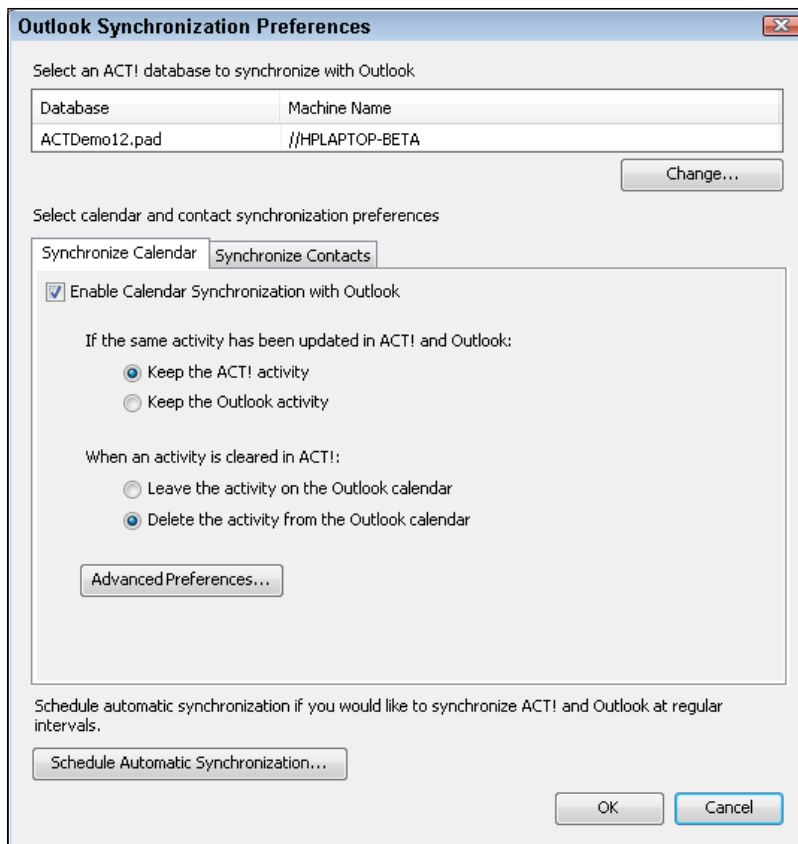 Outlook Synchronization Preferences
Select an ACT! database to synchronize with Outlook
Database Machine Name
ACTDemo12.pad //HPLAPTOP-BETA
Change...
Select calendar and contact synchronization preferences
Synchronize Calendar Synchronize Contacts
Enable Calendar Synchronization with Outlook
If the same activity has been updated in ACT! and Outlook:
Keep the ACT! activity
Keep the Outlook activity
When an activity is cleared in ACT!:
Leave the activity on the Outlook calendar
Delete the activity from the Outlook calendar
Advanced Preferences...
Schedule automatic synchronization if you would like to synchronize ACT! and Outlook at regular
intervals.
Schedule Automatic Synchronization...
OK Cancel